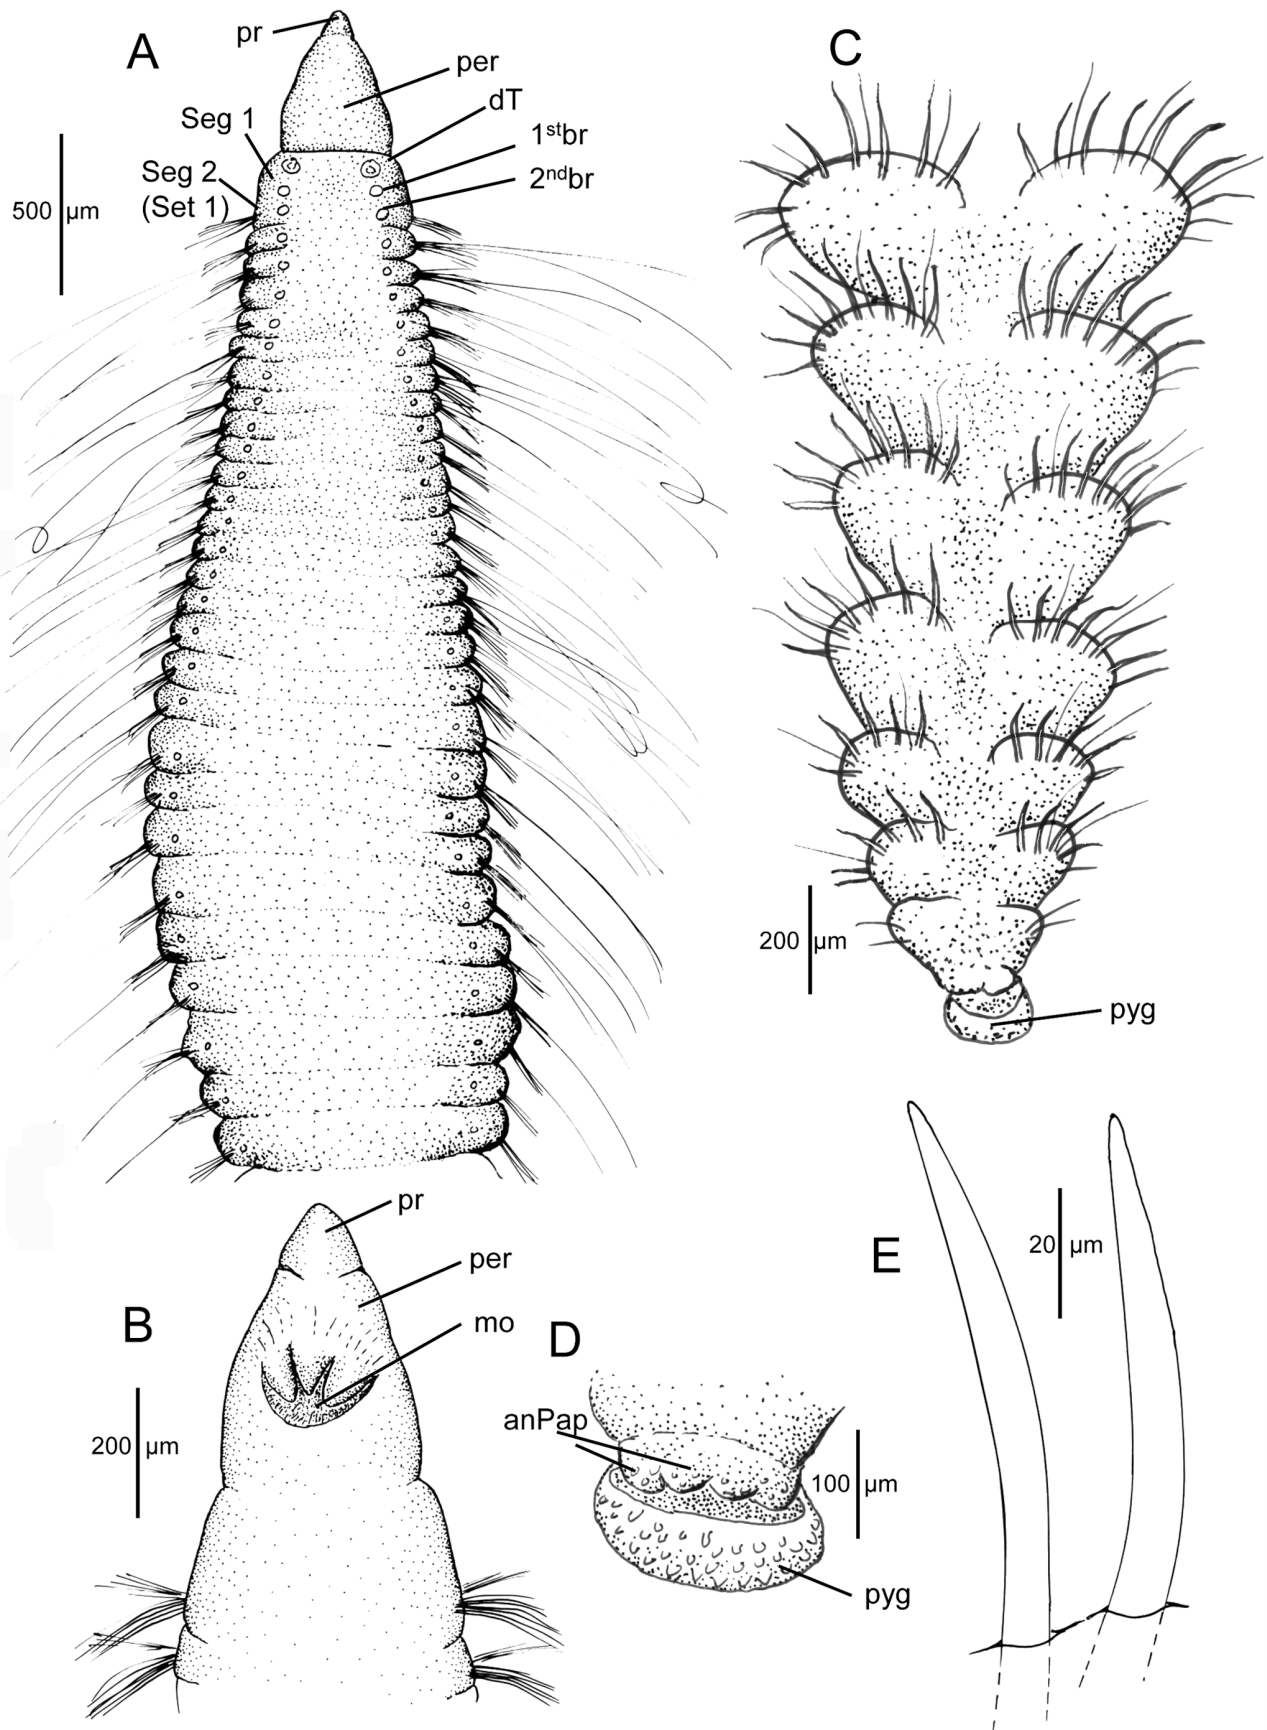 A
pr
per
dT
Seg 1
1stbr
Seg 2
(Set 1)
2ndbr
500 µm
C
200 µm
pyg
B
pr
per
mo
200 µm
D
anPap
100 µm
pyg
E
20 µm